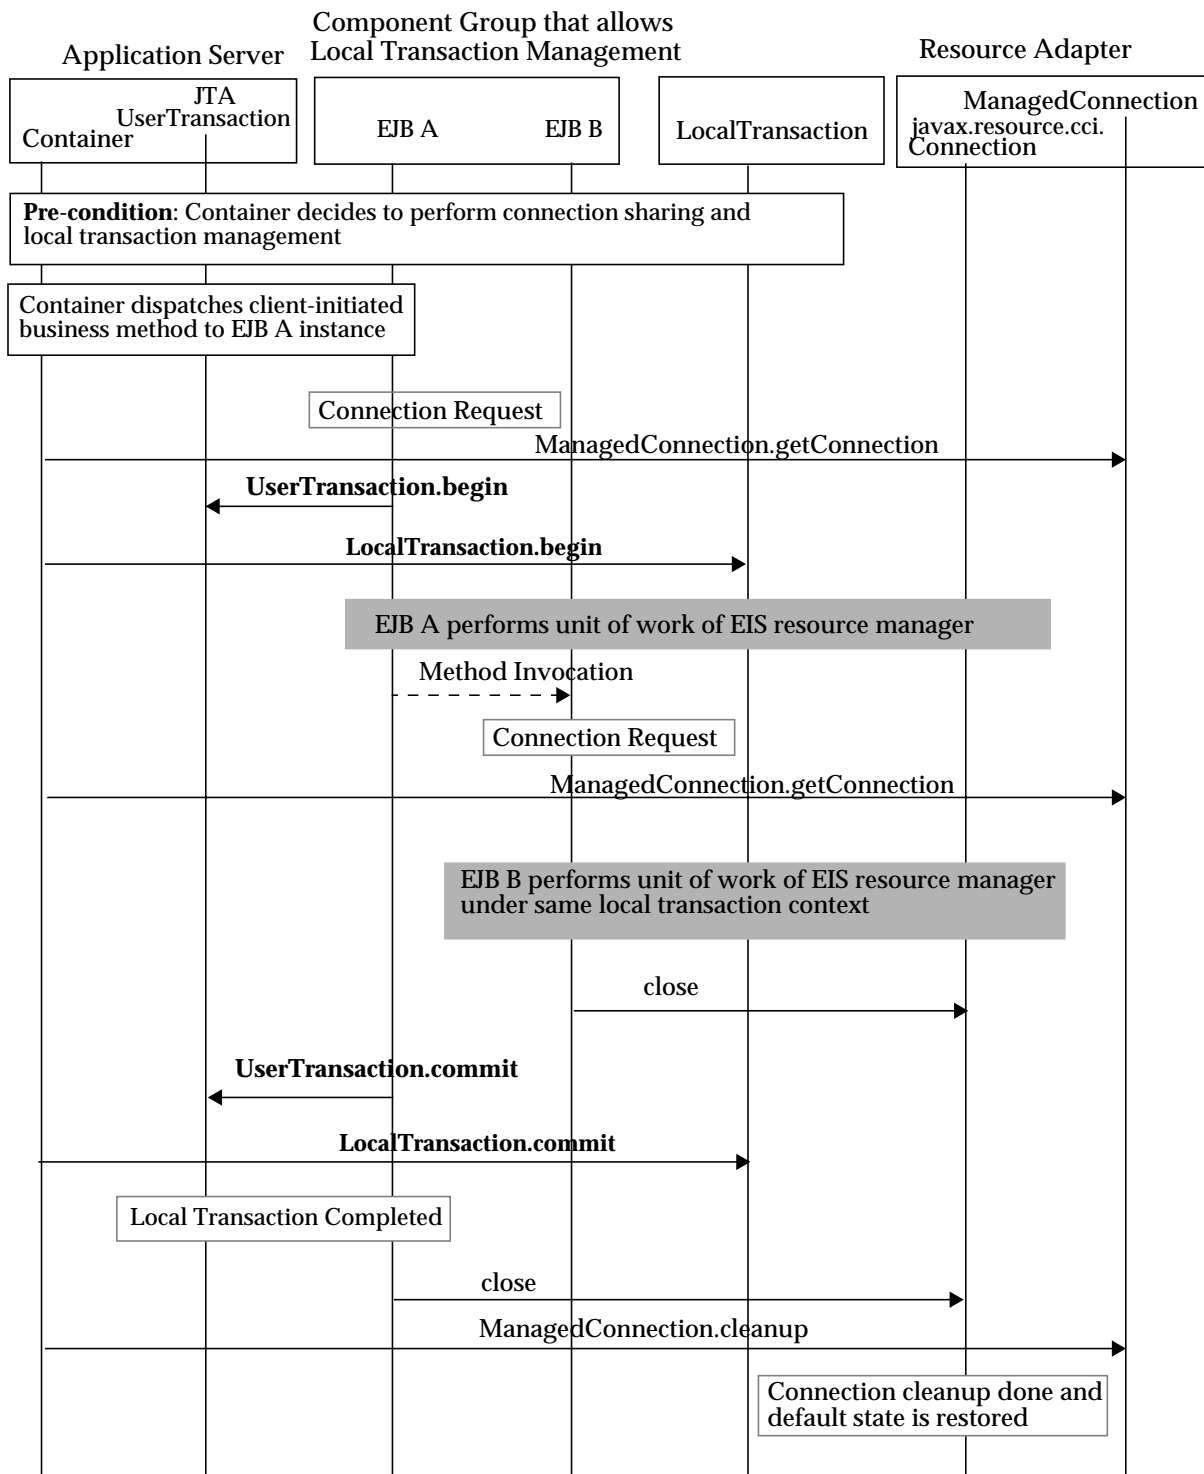 Component Group that allows
Local Transaction Management
Application Server
Resource Adapter
JTA
UserTransaction
Container
EJB A
EJB B
LocalTransaction
ManagedConnection
javax.resource.cci.
Connection
Pre-condition: Container decides to perform connection sharing and
local transaction management
Container dispatches client-initiated
business method to EJB A instance
Connection Request
ManagedConnection.getConnection
UserTransaction.begin
LocalTransaction.begin
EJB A performs unit of work of EIS resource manager
Method Invocation
Connection Request
ManagedConnection.getConnection
EJB B performs unit of work of EIS resource manager
under same local transaction context
close
UserTransaction.commit
LocalTransaction.commit
Local Transaction Completed
close
ManagedConnection.cleanup
Connection cleanup done and
default state is restored